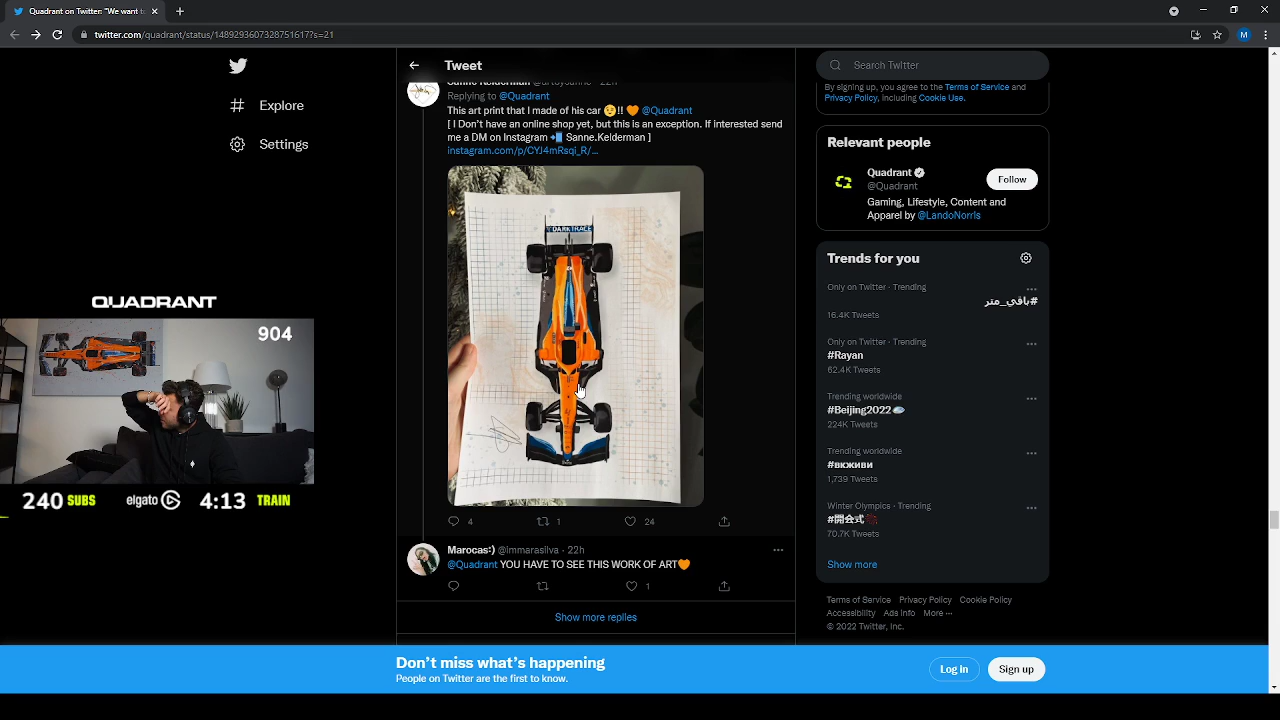 Quadrant on Twitter: "We want to
twitter.com/quadrant/status/1489293607328751617?s=21
M
Explore
Settings
Tweet
Replying to @Quadrant
This art print that I made of his car 😉!! 🧡 @Quadrant
[ I Don't have an online shop yet, but this is an exception. If interested send
me a DM on Instagram 📲 Sanne.Kelderman ]
instagram.com/p/CYJ4mRsqi_R/...
DARKTRACE
4
1
24
Marocas:) @lmmarasilva · 22h
@Quadrant YOU HAVE TO SEE THIS WORK OF ART🧡
1
Show more replies
Search Twitter
By signing up, you agree to the Terms of Service and
Privacy Policy, including Cookie Use.
Relevant people
Quadrant
@Quadrant
Follow
Gaming, Lifestyle, Content and
Apparel by @LandoNorris
Trends for you
Only on Twitter · Trending
#باقي_متر
16.4K Tweets
Only on Twitter · Trending
#Rayan
62.4K Tweets
Trending worldwide
#Beijing2022
224K Tweets
Trending worldwide
#вкживи
1,739 Tweets
Winter Olympics · Trending
#開会式
70.7K Tweets
Show more
Terms of Service Privacy Policy Cookie Policy
Accessibility Ads info More ···
© 2022 Twitter, Inc.
QUADRANT
904
240 SUBS elgato 4:13 TRAIN
Don't miss what's happening
People on Twitter are the first to know.
Log in
Sign up